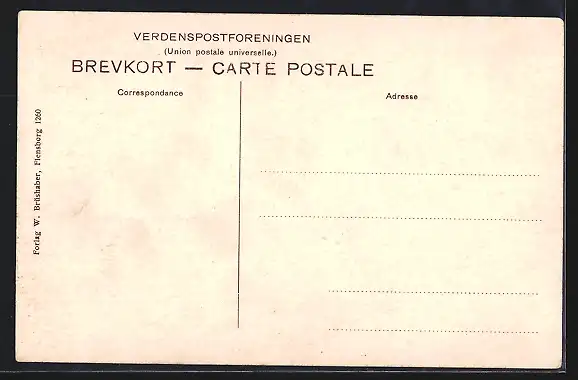 VERDENSPOSTFORENINGEN
(Union postale universelle.)
BREVKORT — CARTE POSTALE
Correspondance
Adresse
Forlag W. Brüshaber, Flensborg 1260